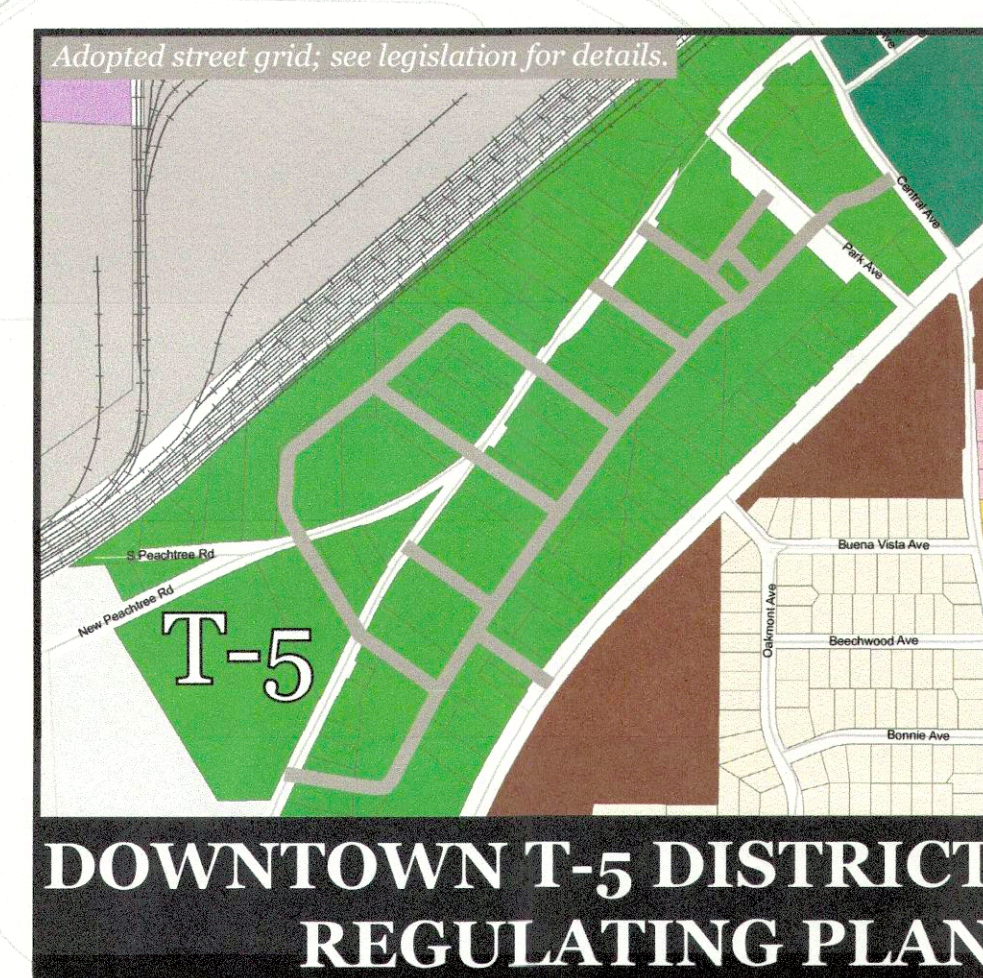 Adopted street grid; see legislation for details.
Ave
Central Ave
Park Ave
S Peachtree Rd
New Peachtree Rd
T-5
Buena Vista Ave
Oakmont Ave
Beechwood Ave
Bonnie Ave
DOWNTOWN T-5 DISTRICT
REGULATING PLAN